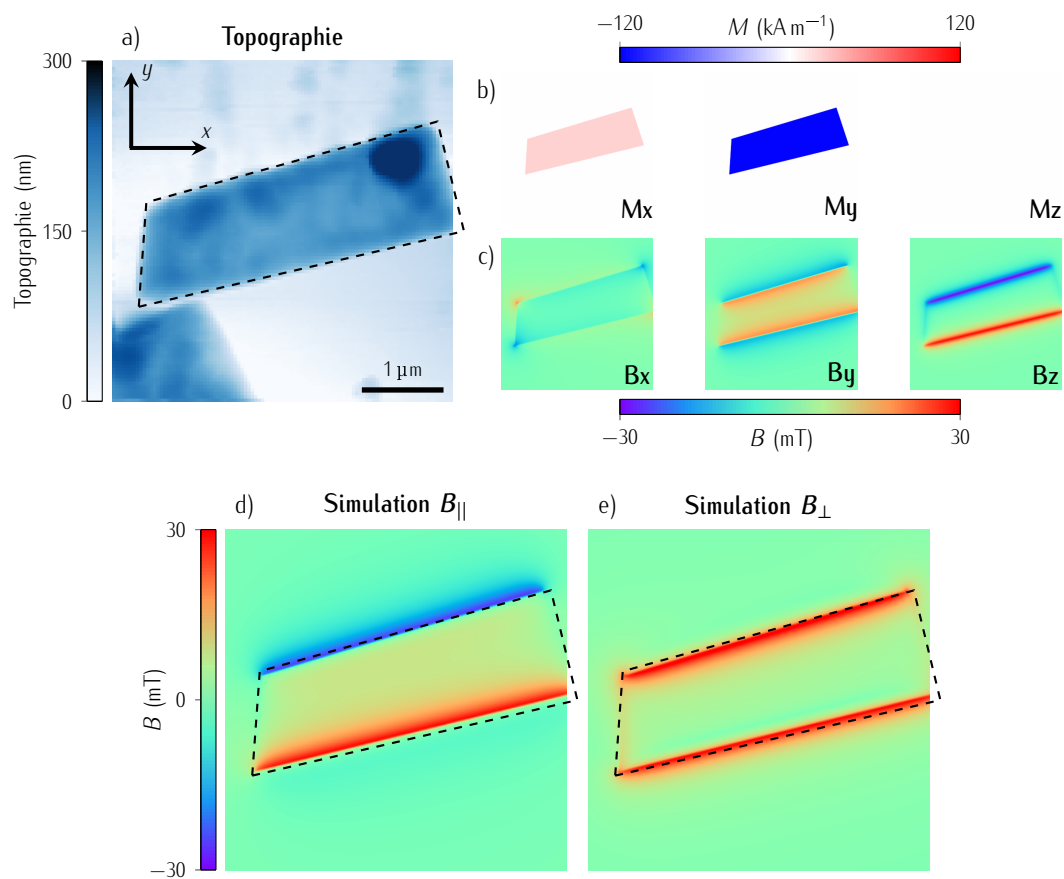 a) Topographie
300
150
0
Topographie (nm)
y
x
1 µm
−120 M (kA m⁻¹) 120
b)
Mx My Mz
c)
Bx By Bz
−30 B (mT) 30
d) Simulation B||
e) Simulation B⊥
30
0
−30
B (mT)